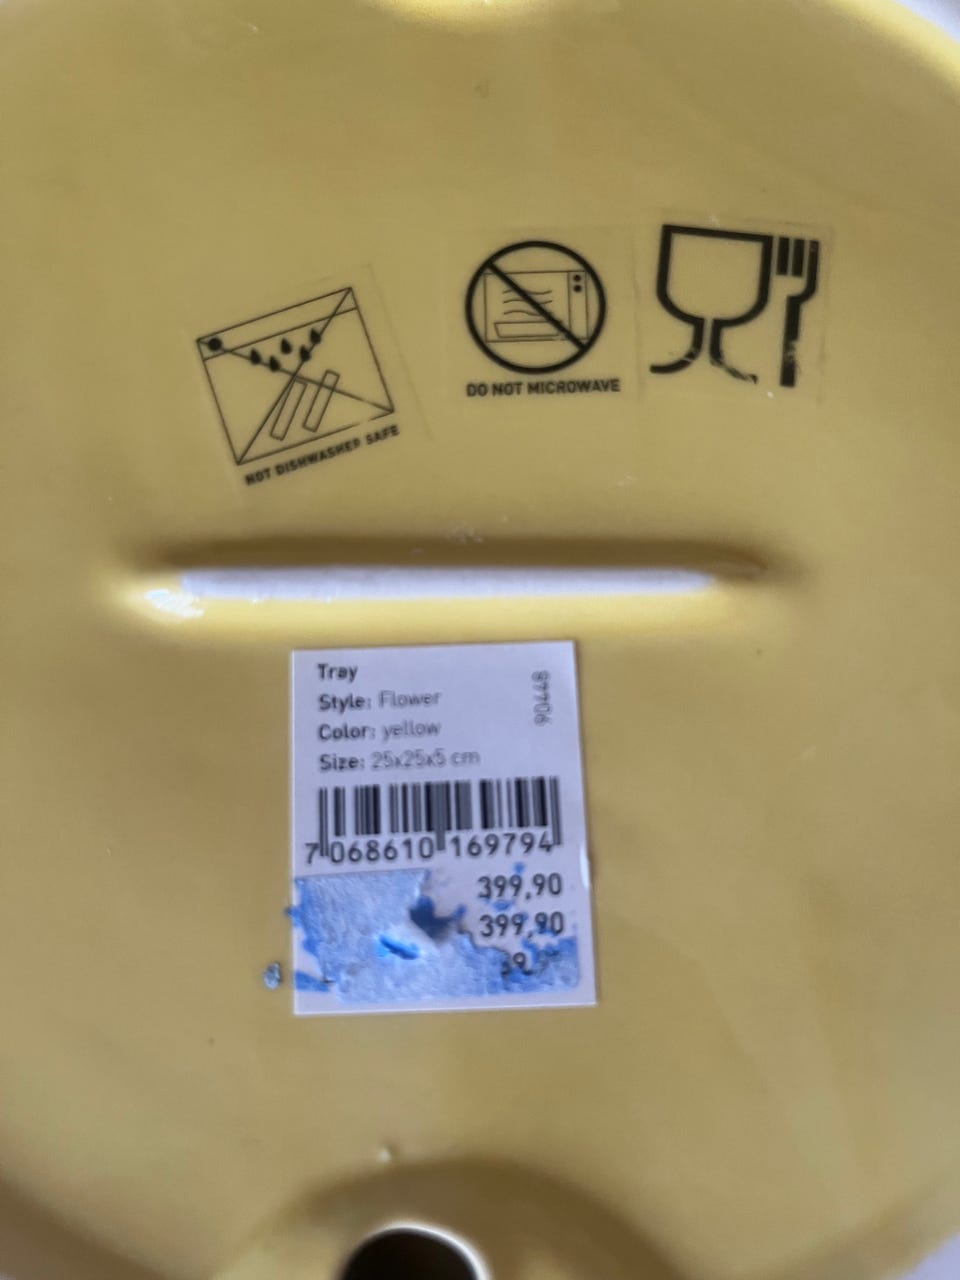 NOT DISHWASHER SAFE
DO NOT MICROWAVE
Tray
Style: Flower
Color: yellow
Size: 25x25x5 cm
90448
7 068610 169794
399,90
399,90